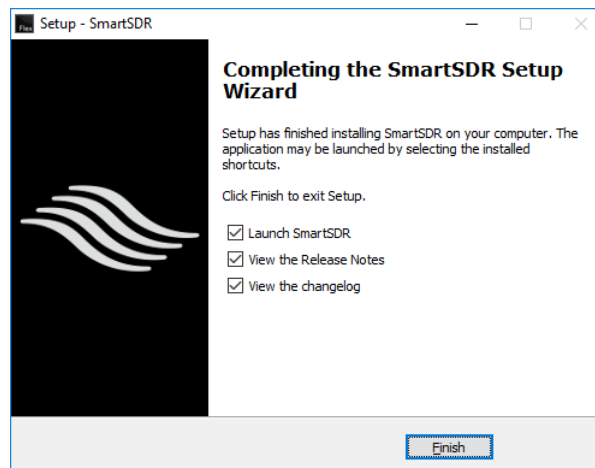 Flex
Setup - SmartSDR
Completing the SmartSDR Setup
Wizard
Setup has finished installing SmartSDR on your computer. The
application may be launched by selecting the installed
shortcuts.
Click Finish to exit Setup.
Launch SmartSDR
View the Release Notes
View the changelog
Finish